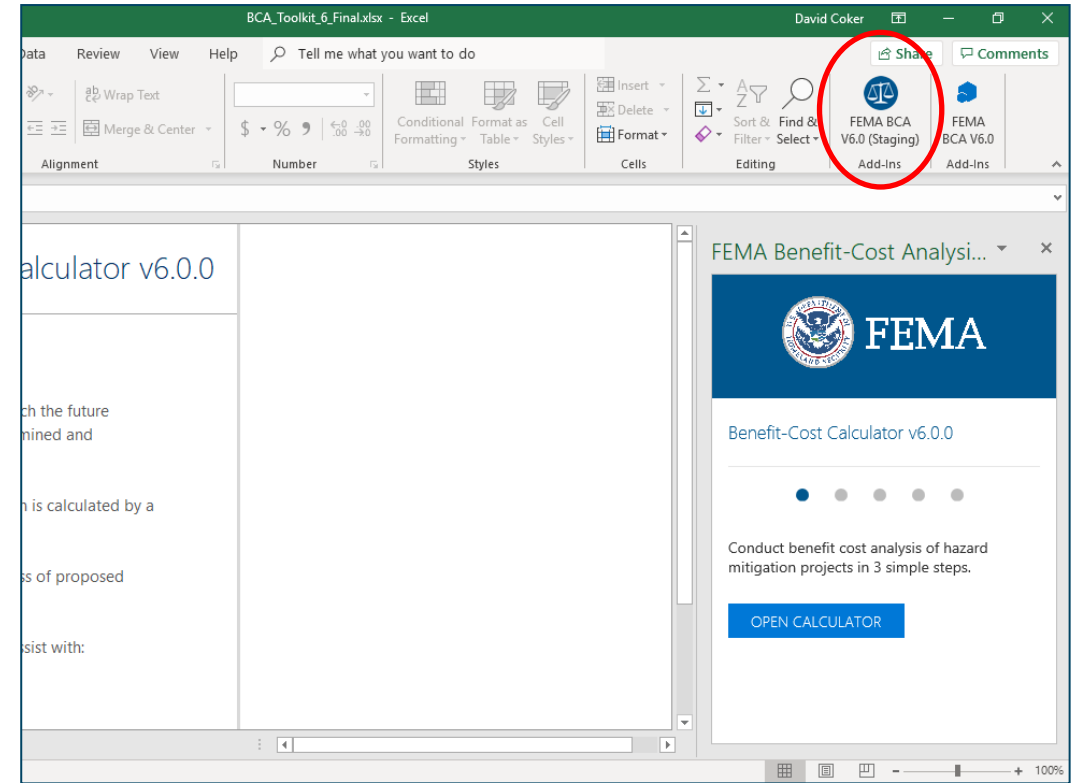 BCA_Toolkit_6_Final.xlsx - Excel
David Coker
Data Review View Help Tell me what you want to do
Share Comments
Wrap Text
Merge & Center
Alignment
$ % 9 .00
Number
Conditional Formatting
Format as Table
Cell Styles
Styles
Insert
Delete
Format
Cells
Sort & Filter
Find & Select
Editing
FEMA BCA
V6.0 (Staging)
Add-Ins
FEMA
BCA V6.0
Add-Ins
alculator v6.0.0
ch the future
mined and
n is calculated by a
ss of proposed
ssist with:
FEMA Benefit-Cost Analysi...
FEMA
Benefit-Cost Calculator v6.0.0
Conduct benefit cost analysis of hazard
mitigation projects in 3 simple steps.
OPEN CALCULATOR
100%